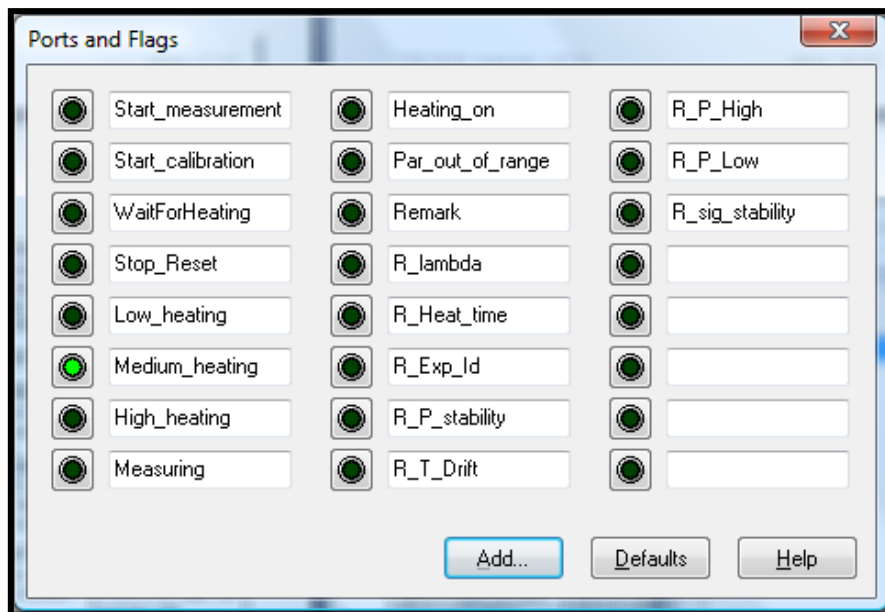 Ports and Flags
Start_measurement
Heating_on
R_P_High
Start_calibration
Par_out_of_range
R_P_Low
WaitForHeating
Remark
R_sig_stability
Stop_Reset
R_lambda
Low_heating
R_Heat_time
Medium_heating
R_Exp_Id
High_heating
R_P_stability
Measuring
R_T_Drift
Add...
Defaults
Help